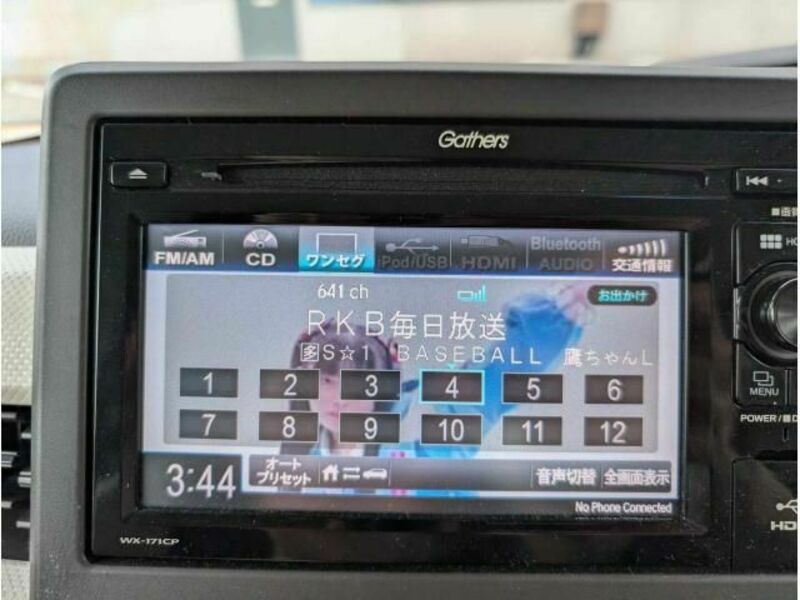 Gathers
FM/AM
CD
ワンセグ
iPod/USB
HDMI
Bluetooth
AUDIO
交通情報
641 ch
お出かけ
RKB毎日放送
多S☆1 BASEBALL 鷹ちゃんL
1 2 3 4 5 6
7 8 9 10 11 12
3:44
オート
プリセット
音声切替
全画面表示
No Phone Connected
WX-171CP
MENU